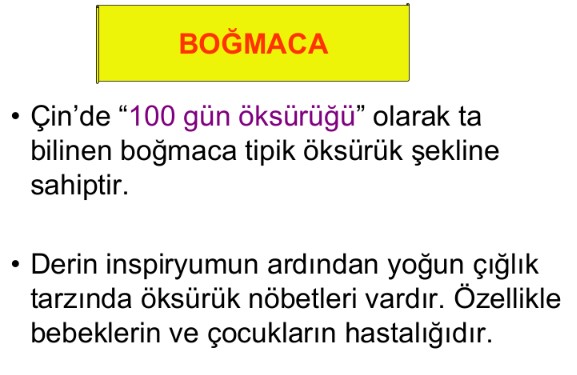 BOĞMACA
• Çin’de “100 gün öksürüğü” olarak ta
bilinen boğmaca tipik öksürük şekline
sahiptir.
• Derin inspiryumun ardından yoğun çığlık
tarzında öksürük nöbetleri vardır. Özellikle
bebeklerin ve çocukların hastalığıdır.